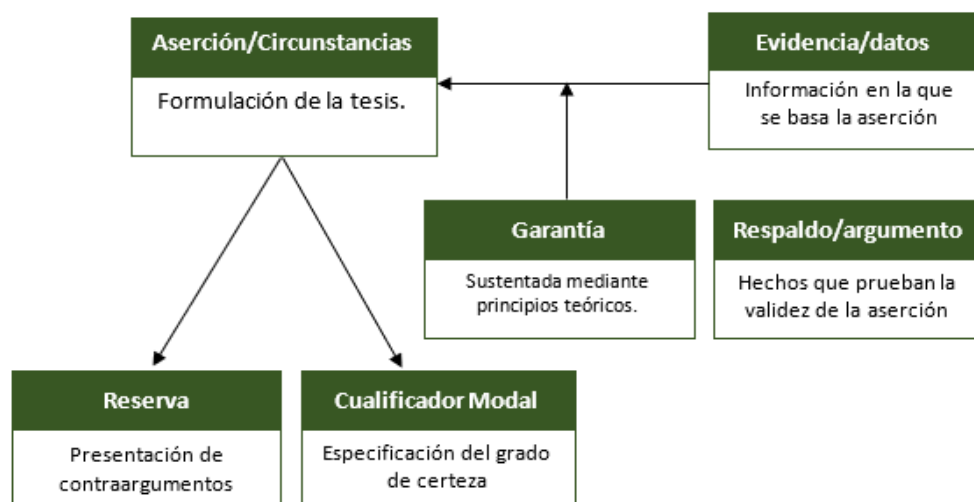 Aserción/Circunstancias
Formulación de la tesis.
Evidencia/datos
Información en la que
se basa la aserción
Garantía
Sustentada mediante
principios teóricos.
Respaldo/argumento
Hechos que prueban la
validez de la aserción
Reserva
Presentación de
contraargumentos
Cualificador Modal
Especificación del grado
de certeza